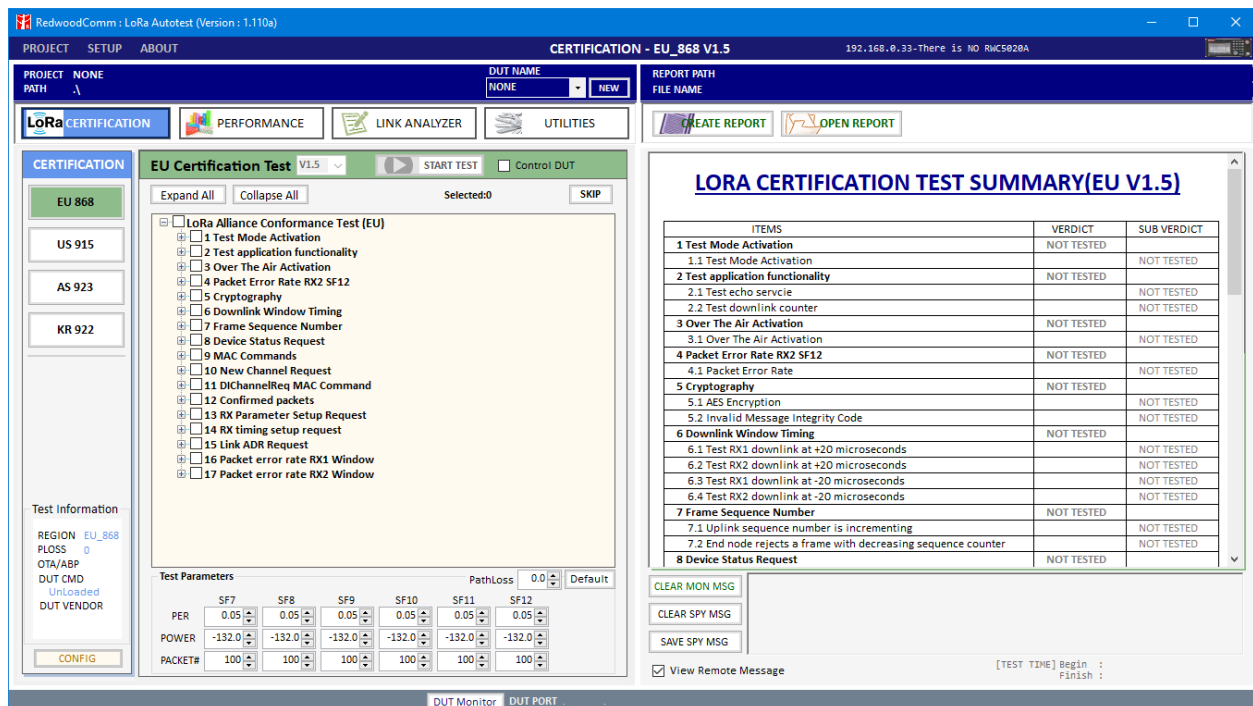 RedwoodComm : LoRa Autotest (Version : 1.110a)
PROJECT SETUP ABOUT CERTIFICATION - EU_868 V1.5 192.168.0.33-There is NO RWC5020A
PROJECT NONE
PATH .\
DUT NAME
NONE NEW
REPORT PATH
FILE NAME
LoRa CERTIFICATION PERFORMANCE LINK ANALYZER UTILITIES
CREATE REPORT OPEN REPORT
CERTIFICATION
EU 868
US 915
AS 923
KR 922
Test Information
REGION EU_868
PLOSS 0
OTA/ABP
DUT CMD
UnLoaded
DUT VENDOR
CONFIG
EU Certification Test V1.5 START TEST Control DUT
Expand All Collapse All Selected:0 SKIP
LoRa Alliance Conformance Test (EU)
1 Test Mode Activation
2 Test application functionality
3 Over The Air Activation
4 Packet Error Rate RX2 SF12
5 Cryptography
6 Downlink Window Timing
7 Frame Sequence Number
8 Device Status Request
9 MAC Commands
10 New Channel Request
11 DlChannelReq MAC Command
12 Confirmed packets
13 RX Parameter Setup Request
14 RX timing setup request
15 Link ADR Request
16 Packet error rate RX1 Window
17 Packet error rate RX2 Window
Test Parameters PathLoss 0.0 Default
SF7 SF8 SF9 SF10 SF11 SF12
PER 0.05 0.05 0.05 0.05 0.05 0.05
POWER -132.0 -132.0 -132.0 -132.0 -132.0 -132.0
PACKET# 100 100 100 100 100 100
LORA CERTIFICATION TEST SUMMARY(EU V1.5)
ITEMS VERDICT SUB VERDICT
1 Test Mode Activation NOT TESTED
1.1 Test Mode Activation NOT TESTED
2 Test application functionality NOT TESTED
2.1 Test echo servcie NOT TESTED
2.2 Test downlink counter NOT TESTED
3 Over The Air Activation NOT TESTED
3.1 Over The Air Activation NOT TESTED
4 Packet Error Rate RX2 SF12 NOT TESTED
4.1 Packet Error Rate NOT TESTED
5 Cryptography NOT TESTED
5.1 AES Encryption NOT TESTED
5.2 Invalid Message Integrity Code NOT TESTED
6 Downlink Window Timing NOT TESTED
6.1 Test RX1 downlink at +20 microseconds NOT TESTED
6.2 Test RX2 downlink at +20 microseconds NOT TESTED
6.3 Test RX1 downlink at -20 microseconds NOT TESTED
6.4 Test RX2 downlink at -20 microseconds NOT TESTED
7 Frame Sequence Number NOT TESTED
7.1 Uplink sequence number is incrementing NOT TESTED
7.2 End node rejects a frame with decreasing sequence counter NOT TESTED
8 Device Status Request NOT TESTED
CLEAR MON MSG
CLEAR SPY MSG
SAVE SPY MSG
View Remote Message
[TEST TIME] Begin :
Finish :
DUT Monitor DUT PORT